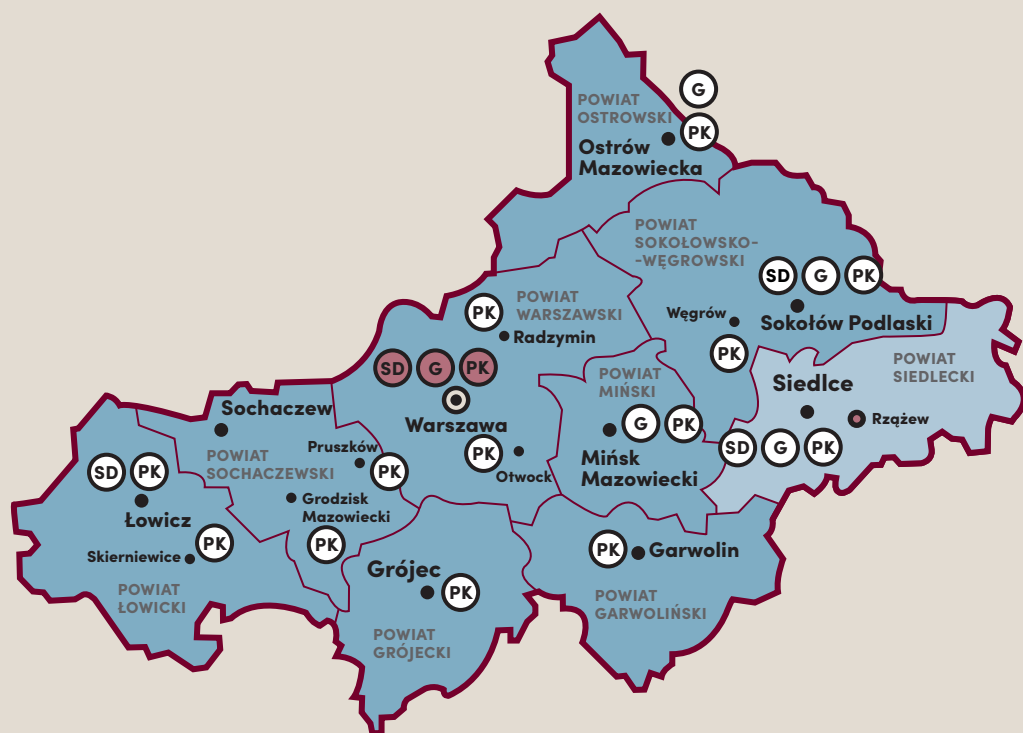 G
POWIAT
OSTROWSKI
PK
Ostrów
Mazowiecka
POWIAT
SOKOŁOWSKO-
-WĘGROWSKI
SD G PK
Węgrów
Sokołów Podlaski
PK
POWIAT
WARSZAWSKI
PK
Radzymin
SD G PK
Warszawa
PK
Otwock
POWIAT
MIŃSKI
G PK
Mińsk
Mazowiecki
POWIAT
SIEDLECKI
Siedlce
Rzążew
SD G PK
Sochaczew
Pruszków
POWIAT
SOCHACZEWSKI
PK
Grodzisk
Mazowiecki
PK
SD PK
Łowicz
Skierniewice
PK
POWIAT
ŁOWICKI
Grójec
PK
POWIAT
GRÓJECKI
PK
Garwolin
POWIAT
GARWOLIŃSKI